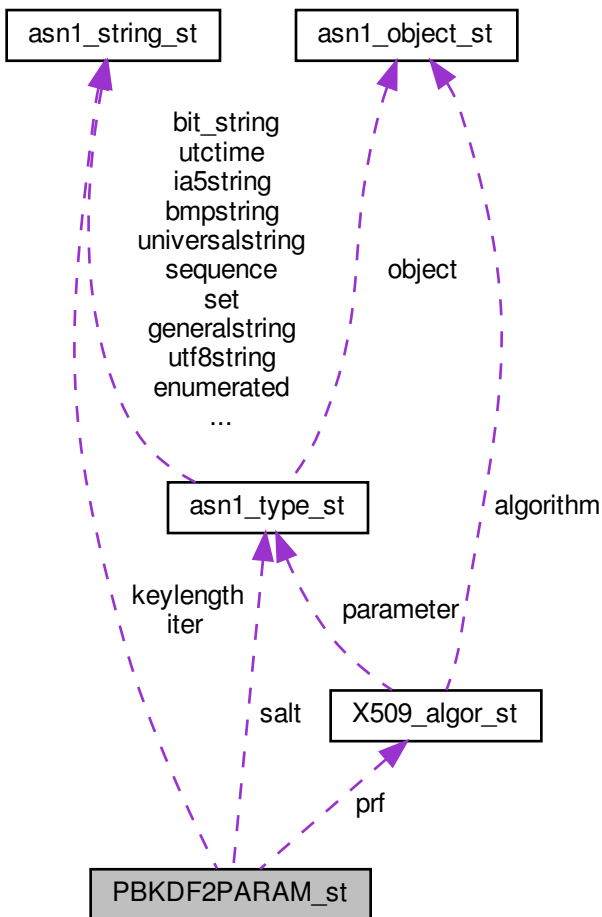 asn1_string_st
asn1_object_st
bit_string
utctime
ia5string
bmpstring
universalstring
sequence
set
generalstring
utf8string
enumerated
...
object
asn1_type_st
algorithm
keylength
iter
parameter
salt
X509_algor_st
prf
PBKDF2PARAM_st